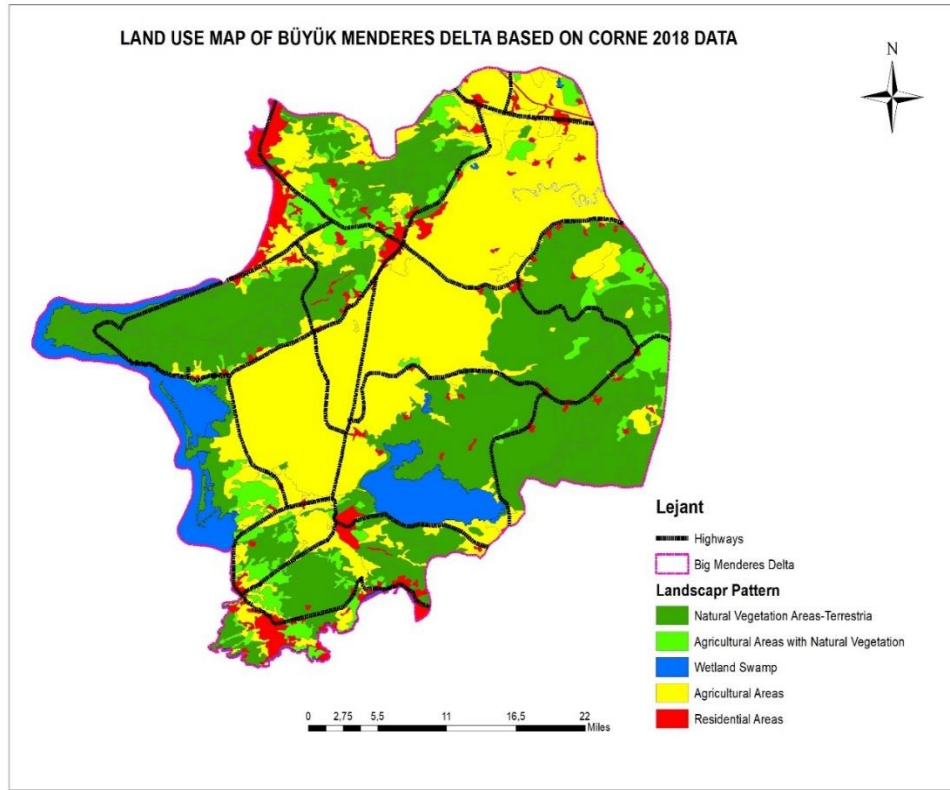 LAND USE MAP OF BÜYÜK MENDERES DELTA BASED ON CORNE 2018 DATA
N
Lejant
Highways
Big Menderes Delta
Landscapr Pattern
Natural Vegetation Areas-Terrestria
Agricultural Areas with Natural Vegetation
Wetland Swamp
Agricultural Areas
Residential Areas
0 2,75 5,5 11 16,5 22
Miles